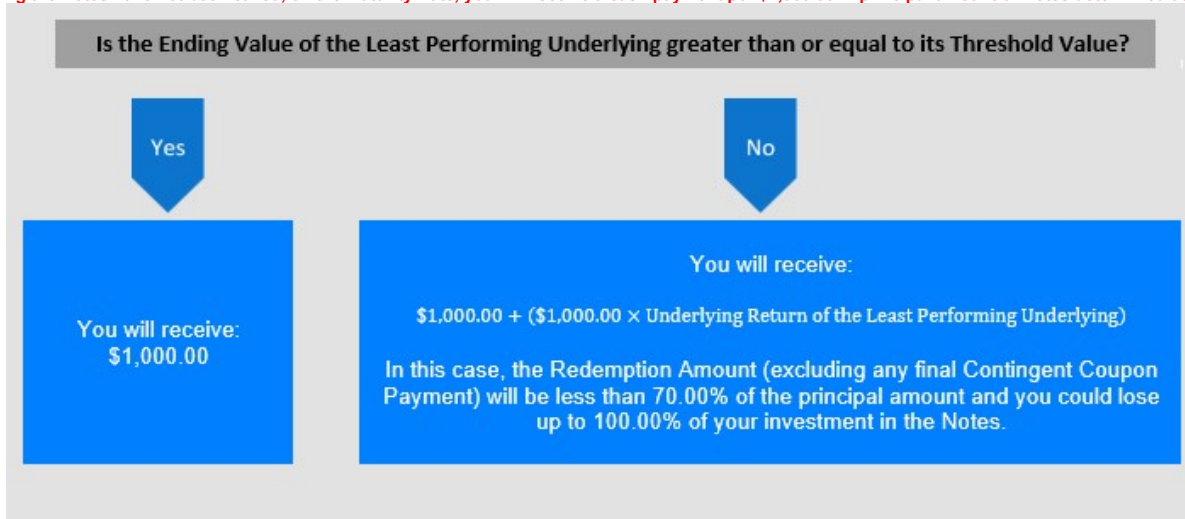 Is the Ending Value of the Least Performing Underlying greater than or equal to its Threshold Value?
Yes
No
You will receive:
$1,000.00
You will receive:
$1,000.00 + ($1,000.00 × Underlying Return of the Least Performing Underlying)
In this case, the Redemption Amount (excluding any final Contingent Coupon
Payment) will be less than 70.00% of the principal amount and you could lose
up to 100.00% of your investment in the Notes.